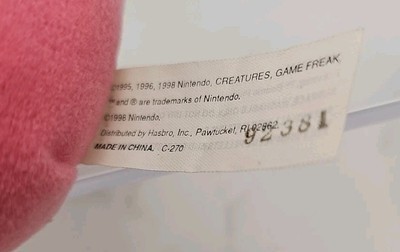 ©1995, 1996, 1998 Nintendo, CREATURES, GAME FREAK
™ and ® are trademarks of Nintendo.
©1996 Nintendo.
Distributed by Hasbro, Inc., Pawtucket, RI 02862
MADE IN CHINA. C-270
92381